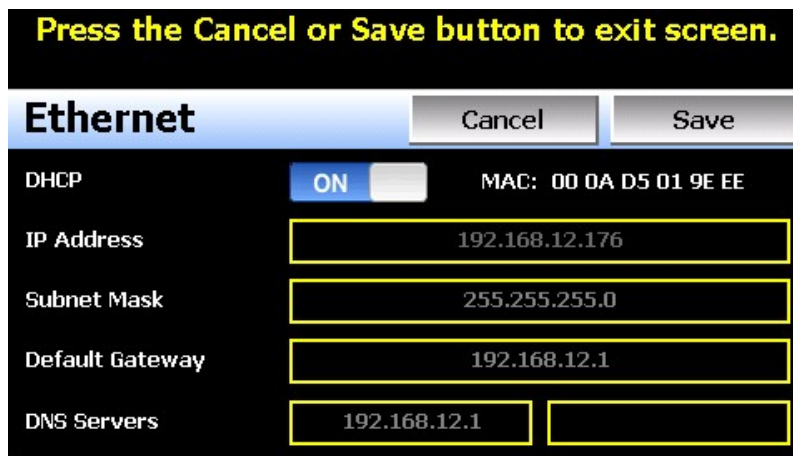 Press the Cancel or Save button to exit screen.
Ethernet Cancel Save
DHCP ON MAC: 00 0A D5 01 9E EE
IP Address 192.168.12.176
Subnet Mask 255.255.255.0
Default Gateway 192.168.12.1
DNS Servers 192.168.12.1